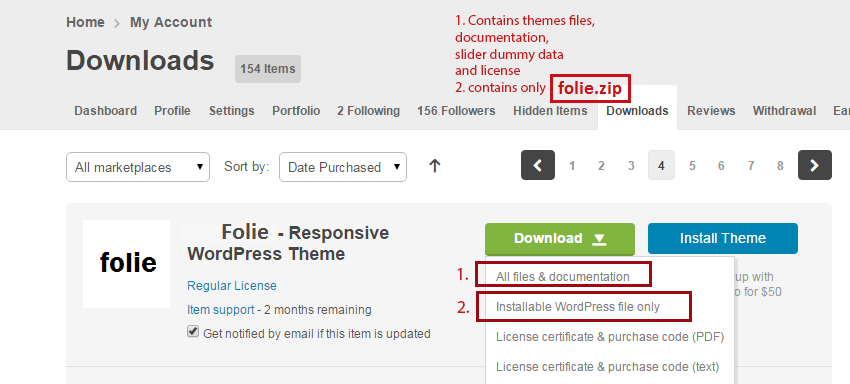 Home > My Account
Downloads 154 Items
1. Contains themes files,
documentation,
slider dummy data
and license
2. contains only folie.zip
Dashboard Profile Settings Portfolio 2 Following 156 Followers Hidden Items Downloads Reviews Withdrawal Ea
All marketplaces Sort by: Date Purchased 1 2 3 4 5 6 7 8
folie
Folie - Responsive
WordPress Theme
Regular License
Item support - 2 months remaining
Get notified by email if this item is updated
Download Install Theme
1. All files & documentation
up with
2. Installable WordPress file only
o for $50
License certificate & purchase code (PDF)
License certificate & purchase code (text)